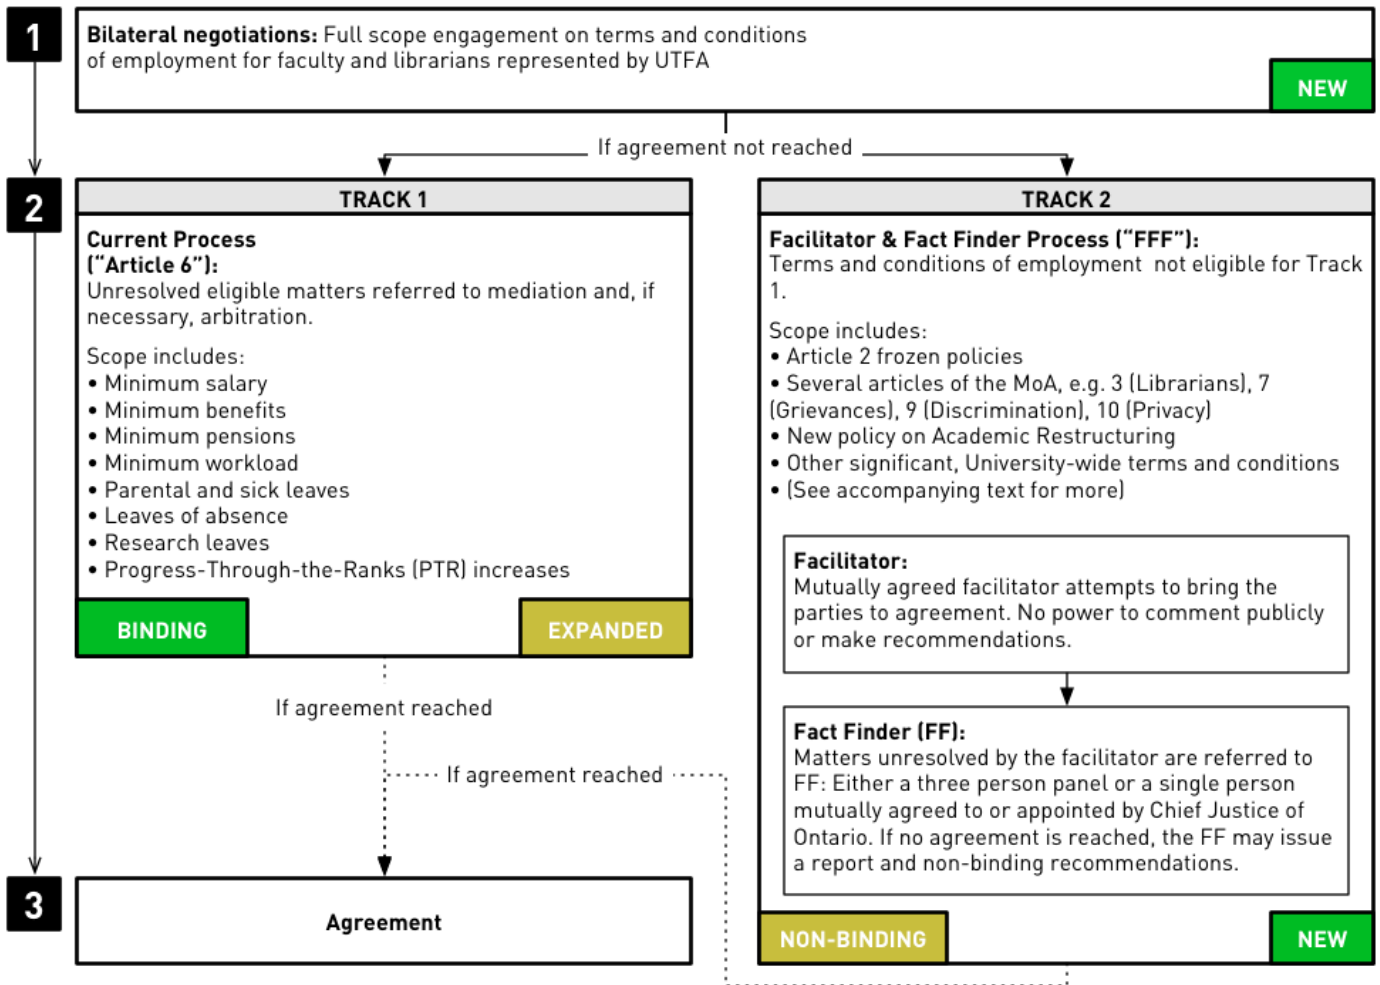 1
Bilateral negotiations: Full scope engagement on terms and conditions
of employment for faculty and librarians represented by UTFA
NEW
If agreement not reached
2
TRACK 1
Current Process
(“Article 6”):
Unresolved eligible matters referred to mediation and, if
necessary, arbitration.
Scope includes:
• Minimum salary
• Minimum benefits
• Minimum pensions
• Minimum workload
• Parental and sick leaves
• Leaves of absence
• Research leaves
• Progress-Through-the-Ranks (PTR) increases
BINDING
EXPANDED
TRACK 2
Facilitator & Fact Finder Process (“FFF”):
Terms and conditions of employment not eligible for Track
1.
Scope includes:
• Article 2 frozen policies
• Several articles of the MoA, e.g. 3 (Librarians), 7
(Grievances), 9 (Discrimination), 10 (Privacy)
• New policy on Academic Restructuring
• Other significant, University-wide terms and conditions
• (See accompanying text for more)
Facilitator:
Mutually agreed facilitator attempts to bring the
parties to agreement. No power to comment publicly
or make recommendations.
Fact Finder (FF):
Matters unresolved by the facilitator are referred to
FF: Either a three person panel or a single person
mutually agreed to or appointed by Chief Justice of
Ontario. If no agreement is reached, the FF may issue
a report and non-binding recommendations.
NON-BINDING
NEW
If agreement reached
If agreement reached
3
Agreement